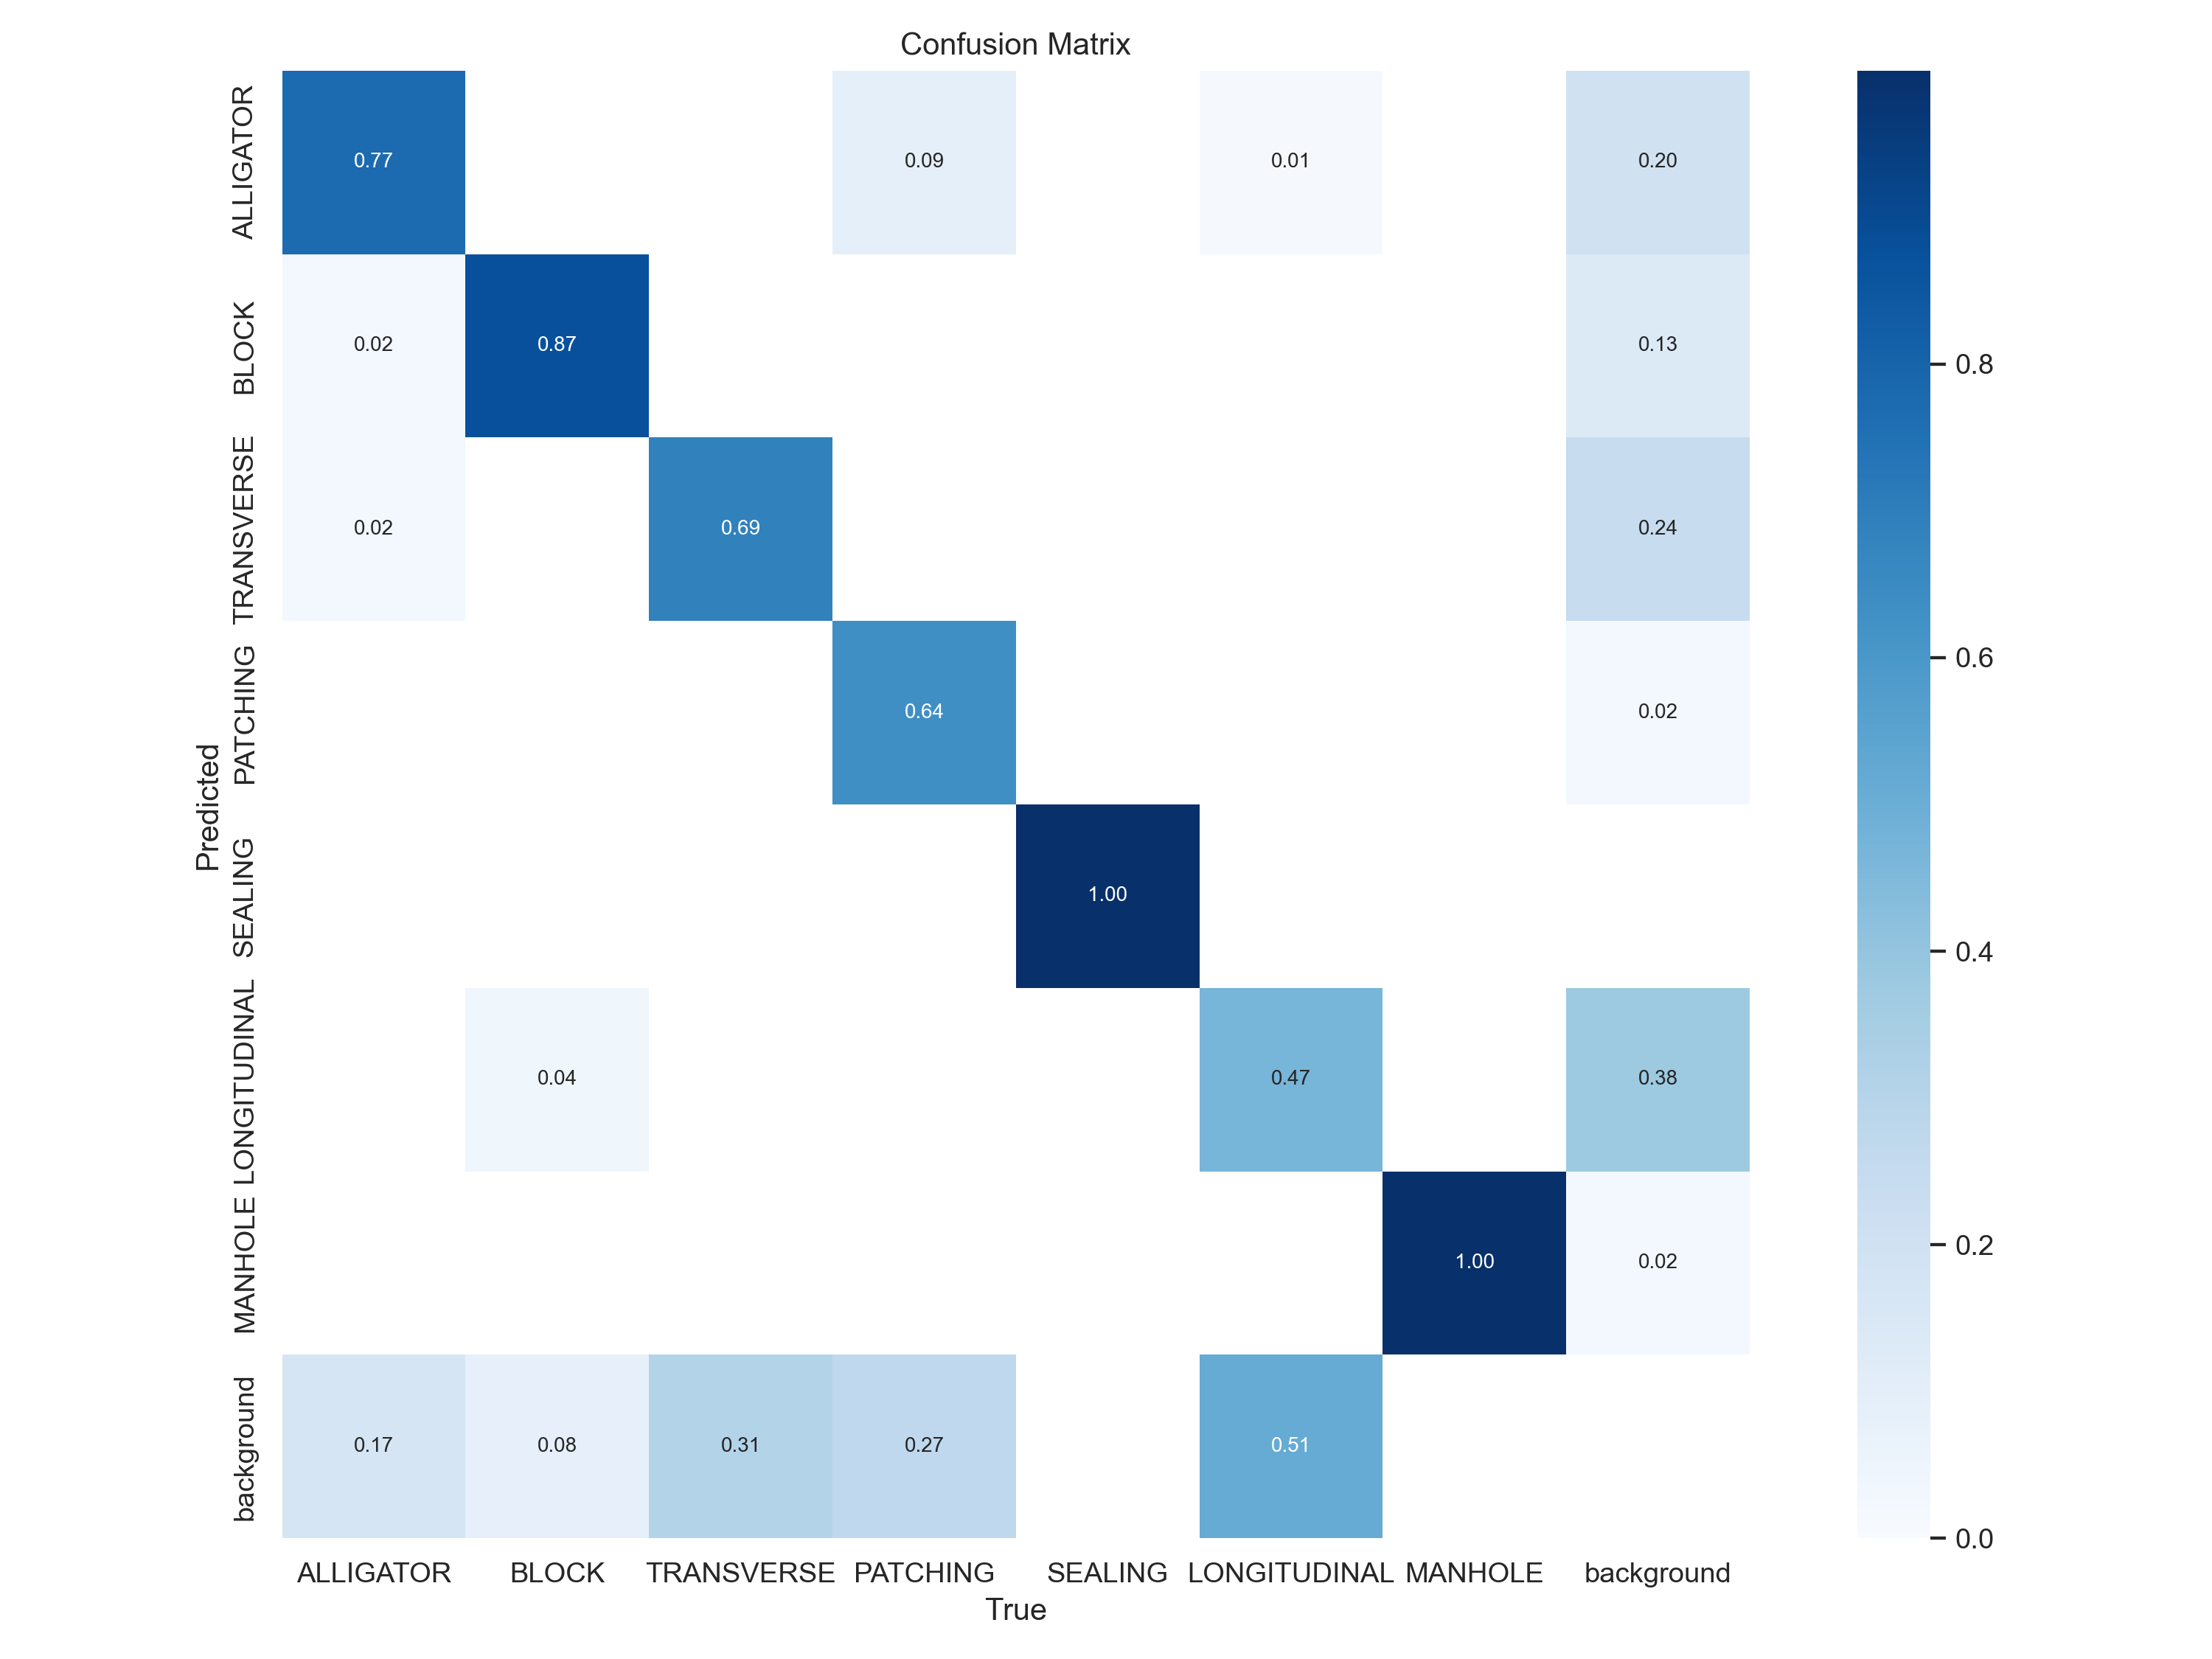 Confusion Matrix
ALLIGATOR 0.77 0.09 0.01 0.20
BLOCK 0.02 0.87 0.13
0.8
TRANSVERSE 0.02 0.69 0.24
0.6
PATCHING 0.64 0.02
Predicted
SEALING 1.00
0.4
LONGITUDINAL 0.04 0.47 0.38
0.2
MANHOLE 1.00 0.02
background 0.17 0.08 0.31 0.27 0.51
0.0
ALLIGATOR BLOCK TRANSVERSE PATCHING SEALING LONGITUDINAL MANHOLE background
True